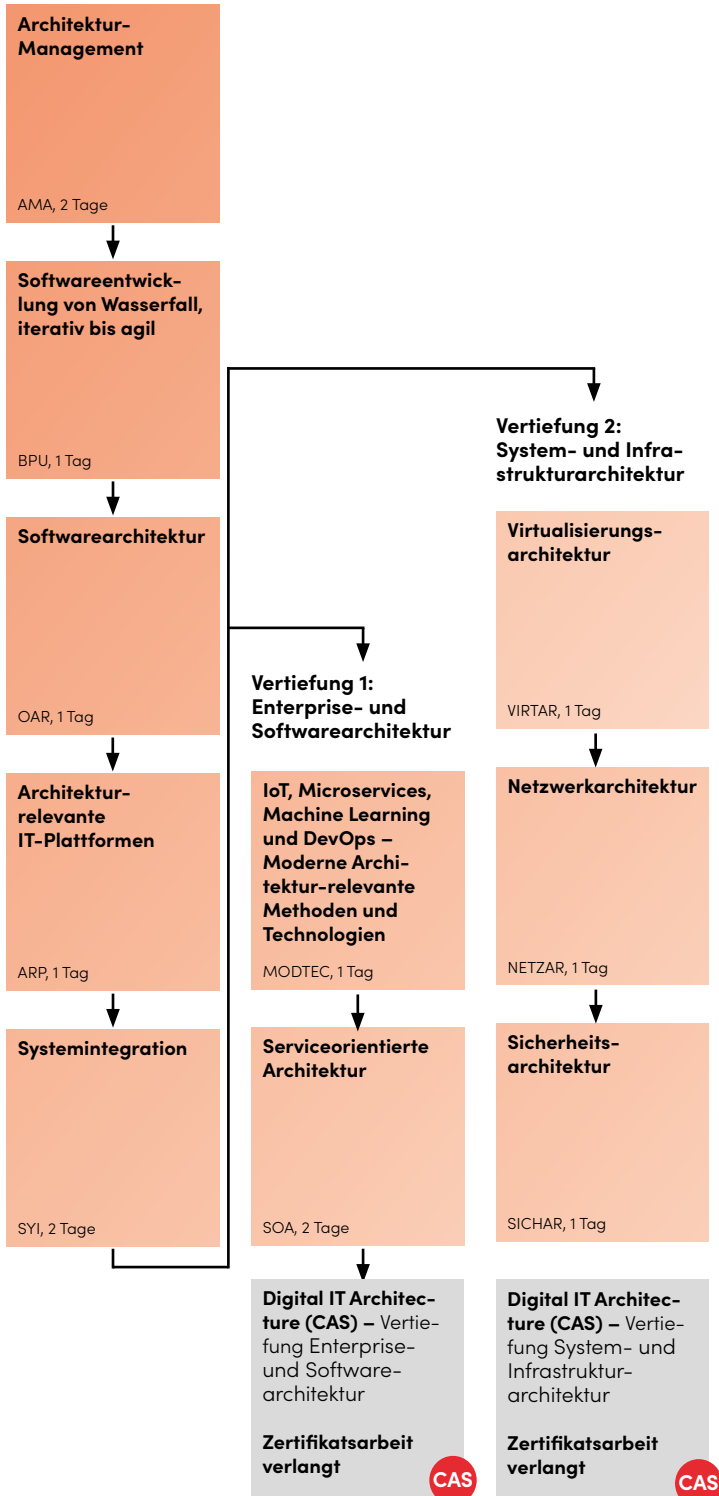 Architektur-
Management
AMA, 2 Tage
Softwareentwick-
lung von Wasserfall,
iterativ bis agil
BPU, 1 Tag
Softwarearchitektur
OAR, 1 Tag
Architektur-
relevante
IT-Plattformen
ARP, 1 Tag
Systemintegration
SYI, 2 Tage
Vertiefung 1:
Enterprise- und
Softwarearchitektur
IoT, Microservices,
Machine Learning
und DevOps –
Moderne Archi-
tektur-relevante
Methoden und
Technologien
MODTEC, 1 Tag
Serviceorientierte
Architektur
SOA, 2 Tage
Digital IT Architec-
ture (CAS) – Vertie-
fung Enterprise-
und Software-
architektur
Zertifikatsarbeit
verlangt
CAS
Vertiefung 2:
System- und Infra-
strukturarchitektur
Virtualisierungs-
architektur
VIRTAR, 1 Tag
Netzwerkarchitektur
NETZAR, 1 Tag
Sicherheits-
architektur
SICHAR, 1 Tag
Digital IT Architec-
ture (CAS) – Vertie-
fung System- und
Infrastruktur-
architektur
Zertifikatsarbeit
verlangt
CAS